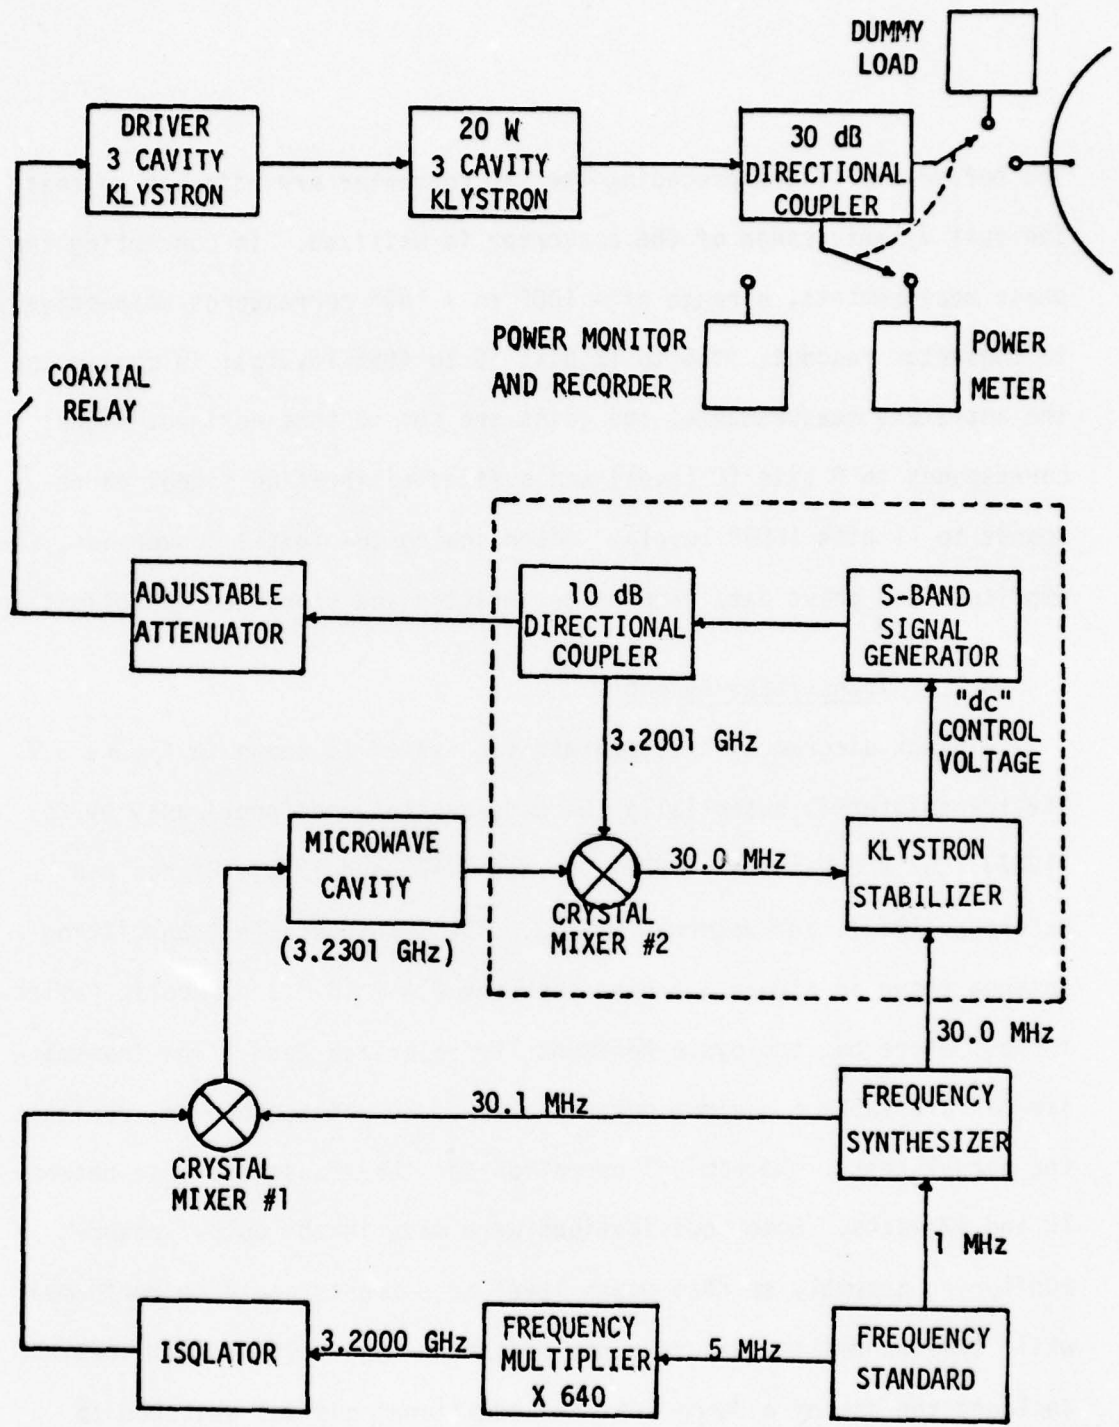 DUMMY
LOAD
DRIVER
3 CAVITY
KLYSTRON
20 W
3 CAVITY
KLYSTRON
30 dB
DIRECTIONAL
COUPLER
POWER MONITOR
AND RECORDER
POWER
METER
COAXIAL
RELAY
ADJUSTABLE
ATTENUATOR
10 dB
DIRECTIONAL
COUPLER
S-BAND
SIGNAL
GENERATOR
"dc"
CONTROL
VOLTAGE
3.2001 GHz
MICROWAVE
CAVITY
(3.2301 GHz)
30.0 MHz
KLYSTRON
STABILIZER
CRYSTAL
MIXER #2
30.0 MHz
30.1 MHz
FREQUENCY
SYNTHESIZER
CRYSTAL
MIXER #1
1 MHz
ISOLATOR
3.2000 GHz
FREQUENCY
MULTIPLIER
X 640
5 MHz
FREQUENCY
STANDARD